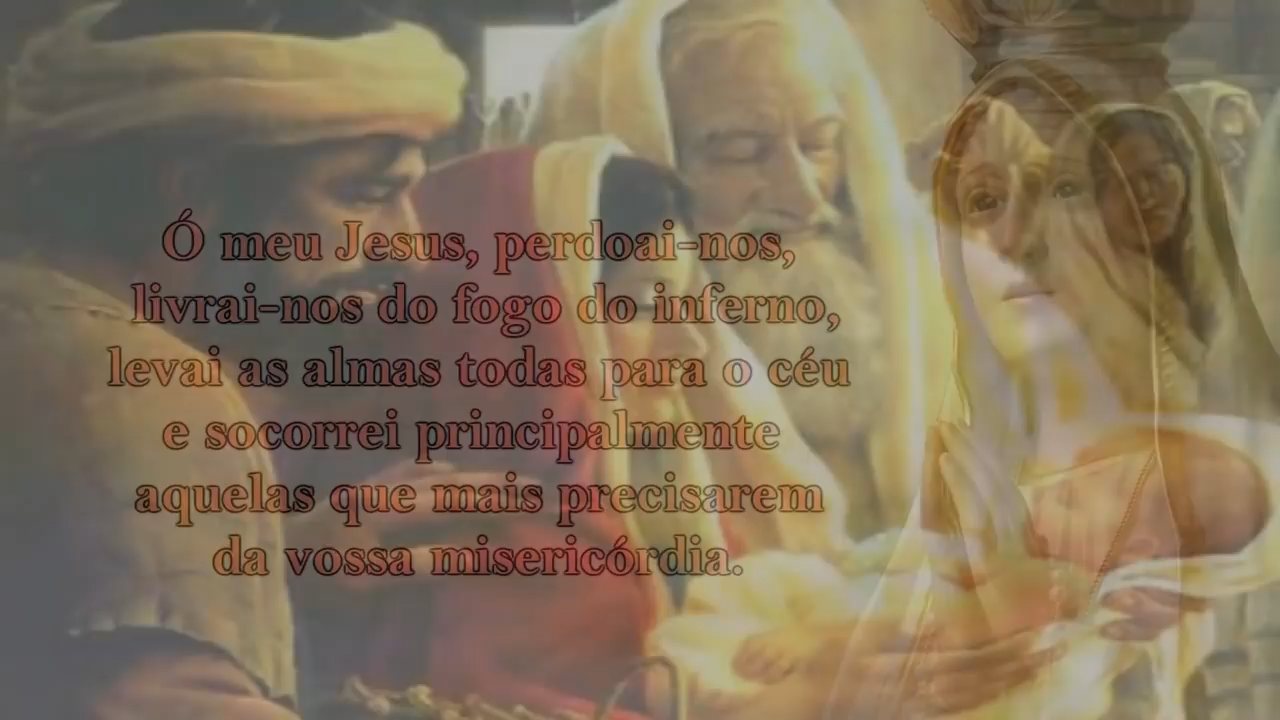 Ó meu Jesus, perdoai-nos,
livrai-nos do fogo do inferno,
levai as almas todas para o céu
e socorrei principalmente
aquelas que mais precisarem
da vossa misericórdia.